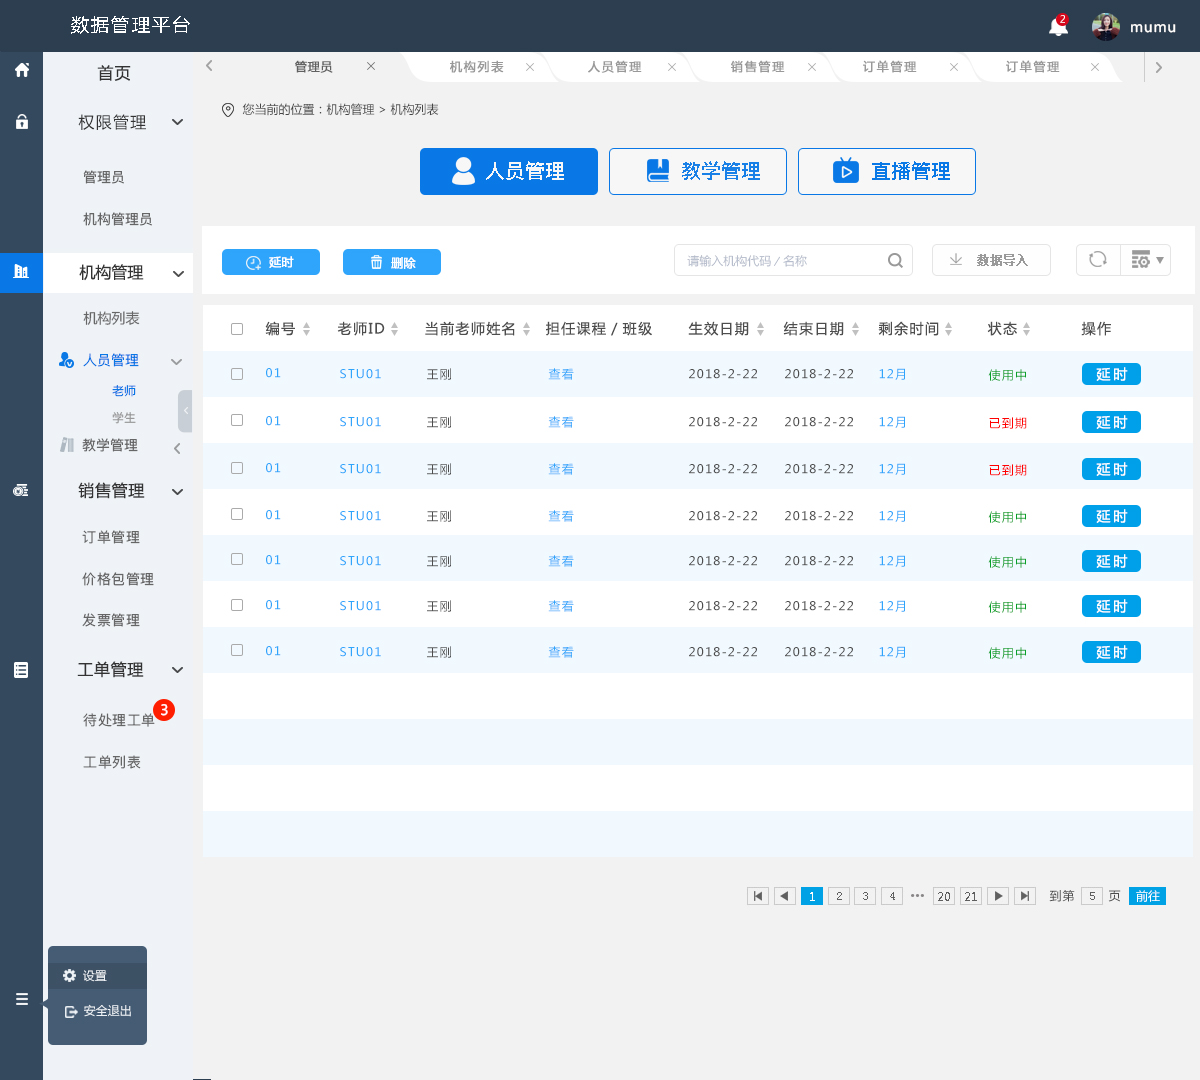 数据管理平台
2
mumu
首页
权限管理
管理员
机构管理员
机构管理
机构列表
人员管理
老师
学生
教学管理
销售管理
订单管理
价格包管理
发票管理
工单管理
待处理工单 3
工单列表
设置
安全退出
管理员 机构列表 人员管理 销售管理 订单管理 订单管理
您当前的位置：机构管理 > 机构列表
人员管理 教学管理 直播管理
延时 删除 请输入机构代码 / 名称 数据导入
编号 老师ID 当前老师姓名 担任课程 / 班级 生效日期 结束日期 剩余时间 状态 操作
01 STU01 王刚 查看 2018-2-22 2018-2-22 12月 使用中 延时
01 STU01 王刚 查看 2018-2-22 2018-2-22 12月 已到期 延时
01 STU01 王刚 查看 2018-2-22 2018-2-22 12月 已到期 延时
01 STU01 王刚 查看 2018-2-22 2018-2-22 12月 使用中 延时
01 STU01 王刚 查看 2018-2-22 2018-2-22 12月 使用中 延时
01 STU01 王刚 查看 2018-2-22 2018-2-22 12月 使用中 延时
01 STU01 王刚 查看 2018-2-22 2018-2-22 12月 使用中 延时
1 2 3 4 ••• 20 21 到第 5 页 前往